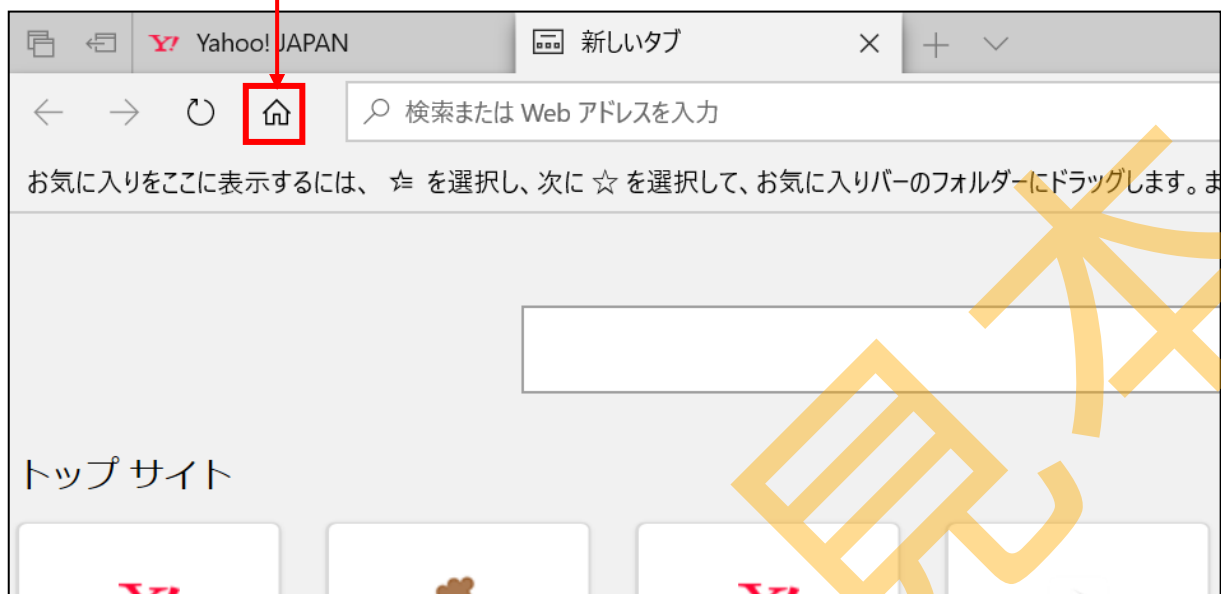 Y! Yahoo! JAPAN 新しいタブ
検索または Web アドレスを入力
お気に入りをここに表示するには、 を選択し、次に ☆ を選択して、お気に入りバーのフォルダーにドラッグします。ま
トップ サイト
Y! Y!
見本